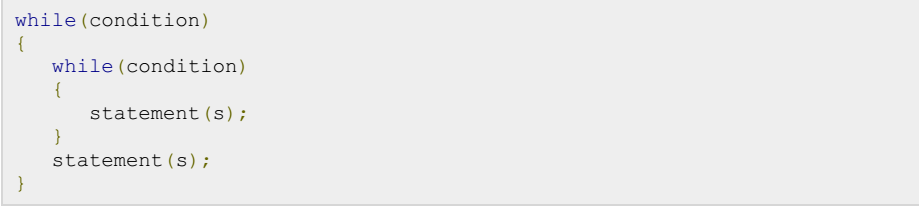 while(condition)
{
   while(condition)
   {
      statement(s);
   }
   statement(s);
}